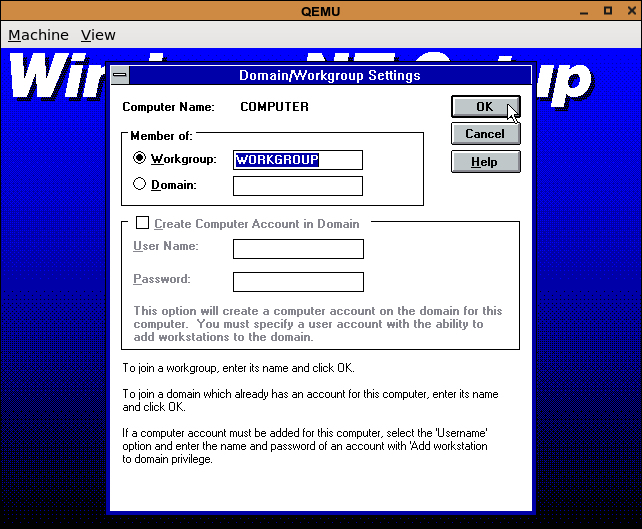 QEMU
Machine View
Windows NT Setup
Domain/Workgroup Settings
Computer Name: COMPUTER
OK
Member of:
Cancel
Workgroup: WORKGROUP
Help
Domain:
Create Computer Account in Domain
User Name:
Password:
This option will create a computer account on the domain for this
computer. You must specify a user account with the ability to
add workstations to the domain.
To join a workgroup, enter its name and click OK.
To join a domain which already has an account for this computer, enter its name
and click OK.
If a computer account must be added for this computer, select the 'Username'
option and enter the name and password of an account with 'Add workstation
to domain privilege.